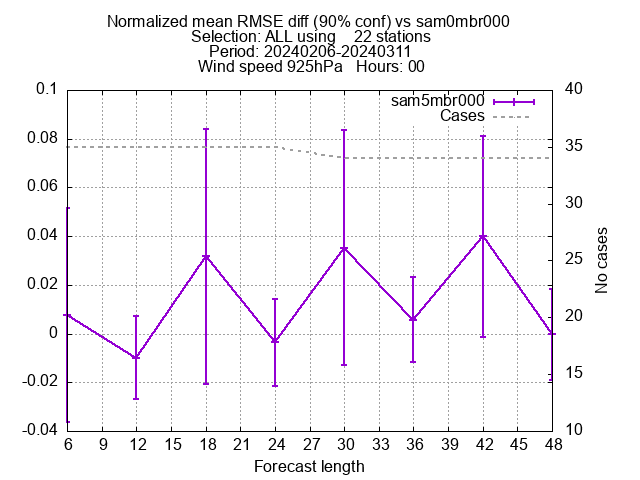 Normalized mean RMSE diff (90% conf) vs sam0mbr000
Selection: ALL using    22 stations
Period: 20240206-20240311
Wind speed 925hPa   Hours: 00
0.1
0.08
0.06
0.04
0.02
0
-0.02
-0.04
sam5mbr000
Cases
40
35
30
25
20
15
10
No cases
6 9 12 15 18 21 24 27 30 33 36 39 42 45 48
Forecast length